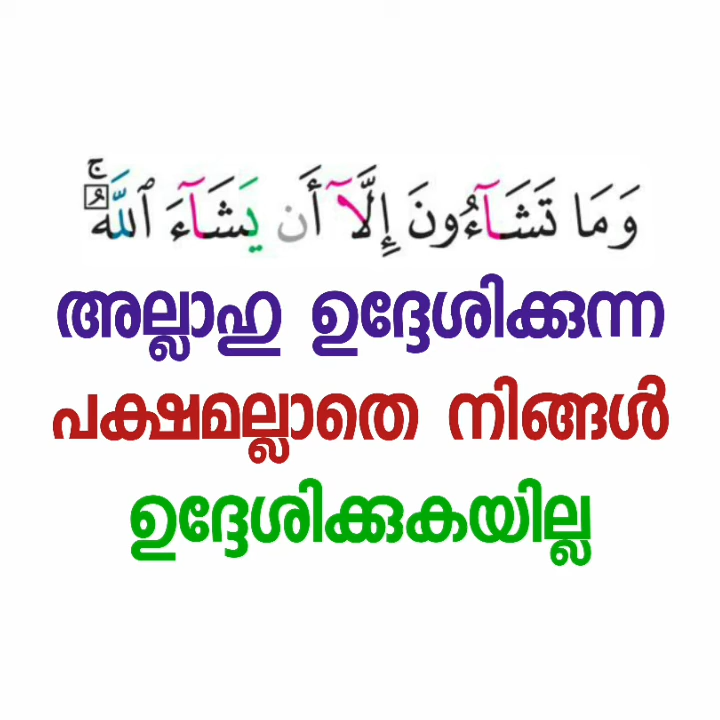 وَمَا تَشَآءُونَ إِلَّآ أَن يَشَآءَ ٱللَّهُ ۚ
അല്ലാഹു ഉദ്ദേശിക്കുന്ന
പക്ഷമല്ലാതെ നിങ്ങൾ
ഉദ്ദേശിക്കുകയില്ല